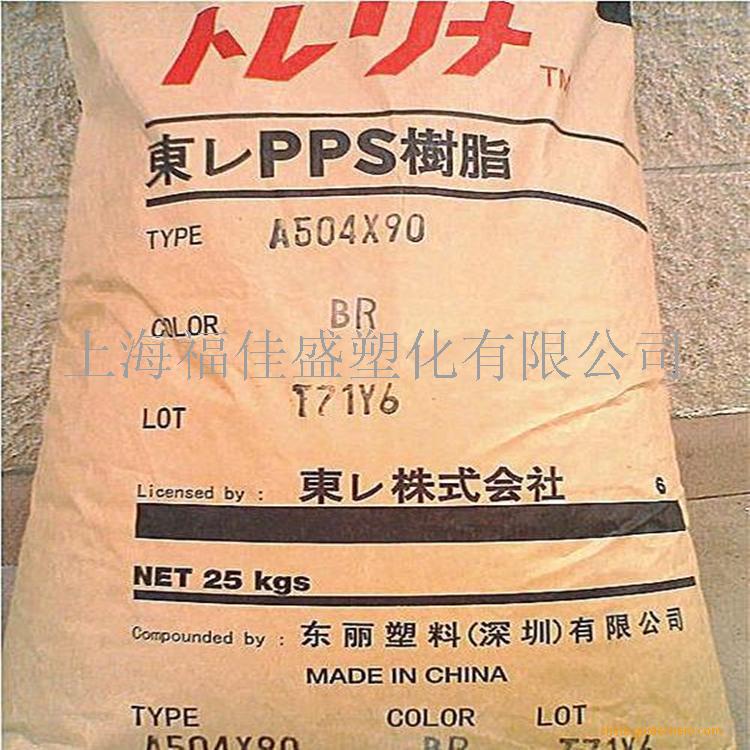 トレリナ TM
東レPPS樹脂
TYPE A504X90
COLOR BR
上海福佳盛塑化有限公司
LOT T71Y6
Licensed by : 東レ株式会社 6
NET 25 kgs
Compounded by : 东丽塑料(深圳)有限公司
MADE IN CHINA
TYPE COLOR LOT
A504X90 BR T71Y6